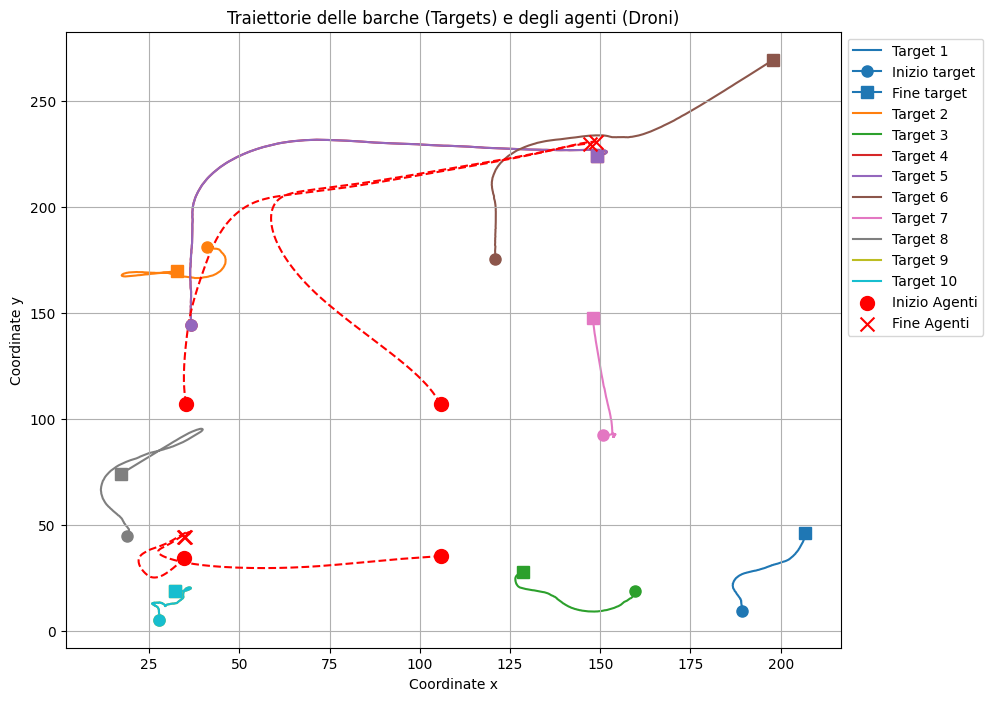 Traiettorie delle barche (Targets) e degli agenti (Droni)
Coordinate y
250
200
150
100
50
0
25
50
75
100
125
150
175
200
Coordinate x
Target 1
Inizio target
Fine target
Target 2
Target 3
Target 4
Target 5
Target 6
Target 7
Target 8
Target 9
Target 10
Inizio Agenti
Fine Agenti